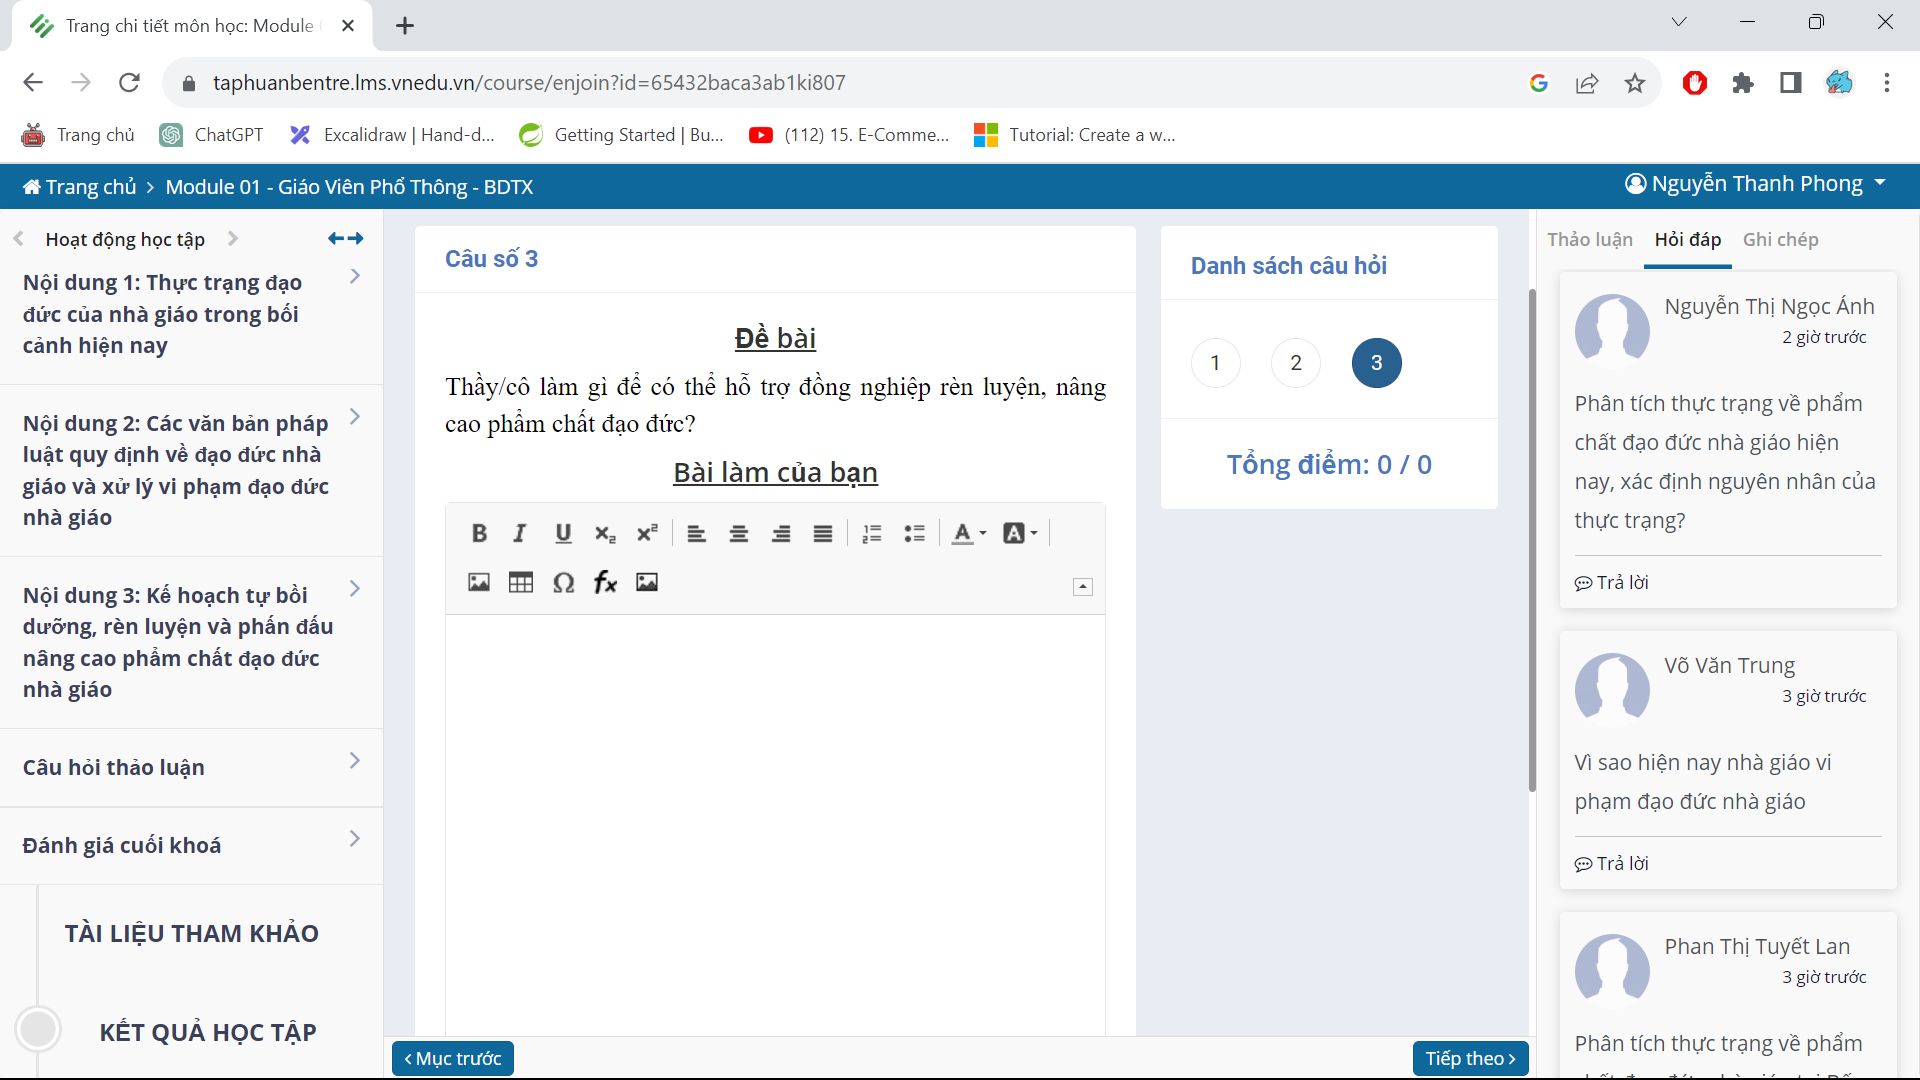 Trang chi tiết môn học: Module
taphuanbentre.lms.vnedu.vn/course/enjoin?id=65432baca3ab1ki807
Trang chủ
ChatGPT
Excalidraw | Hand-d...
Getting Started | Bu...
(112) 15. E-Comme...
Tutorial: Create a w...
Trang chủ > Module 01 - Giáo Viên Phổ Thông - BDTX
Nguyễn Thanh Phong
Hoạt động học tập
Nội dung 1: Thực trạng đạo
đức của nhà giáo trong bối
cảnh hiện nay
Nội dung 2: Các văn bản pháp
luật quy định về đạo đức nhà
giáo và xử lý vi phạm đạo đức
nhà giáo
Nội dung 3: Kế hoạch tự bồi
dưỡng, rèn luyện và phấn đấu
nâng cao phẩm chất đạo đức
nhà giáo
Câu hỏi thảo luận
Đánh giá cuối khoá
TÀI LIỆU THAM KHẢO
KẾT QUẢ HỌC TẬP
Câu số 3
Đề bài
Thầy/cô làm gì để có thể hỗ trợ đồng nghiệp rèn luyện, nâng
cao phẩm chất đạo đức?
Bài làm của bạn
Mục trước
Tiếp theo
Danh sách câu hỏi
1
2
3
Tổng điểm: 0 / 0
Thảo luận
Hỏi đáp
Ghi chép
Nguyễn Thị Ngọc Ánh
2 giờ trước
Phân tích thực trạng về phẩm
chất đạo đức nhà giáo hiện
nay, xác định nguyên nhân của
thực trạng?
Trả lời
Võ Văn Trung
3 giờ trước
Vì sao hiện nay nhà giáo vi
phạm đạo đức nhà giáo
Trả lời
Phan Thị Tuyết Lan
3 giờ trước
Phân tích thực trạng về phẩm